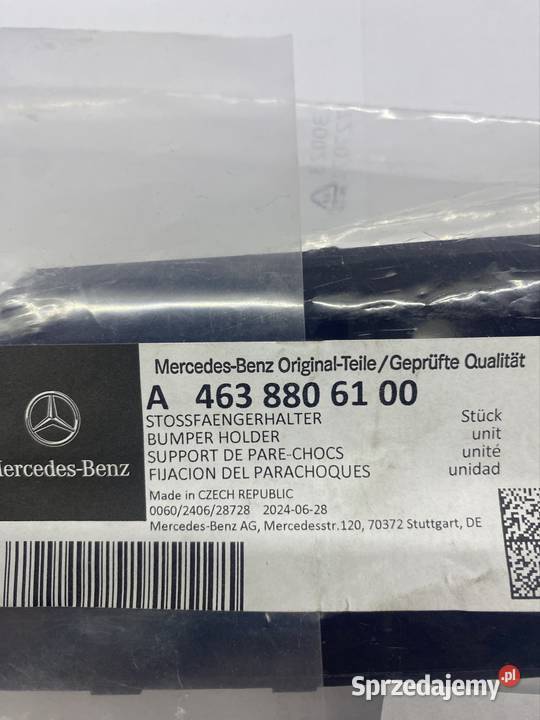 Mercedes-Benz Original-Teile/Geprüfte Qualität
A 463 880 61 00
STOSSFAENGERHALTER Stück
BUMPER HOLDER unit
SUPPORT DE PARE-CHOCS unité
FIJACION DEL PARACHOQUES unidad
Mercedes-Benz
Made in CZECH REPUBLIC
0060/2406/28728 2024-06-28
Mercedes-Benz AG, Mercedesstr.120, 70372 Stuttgart, DE
Sprzedajemy.pl